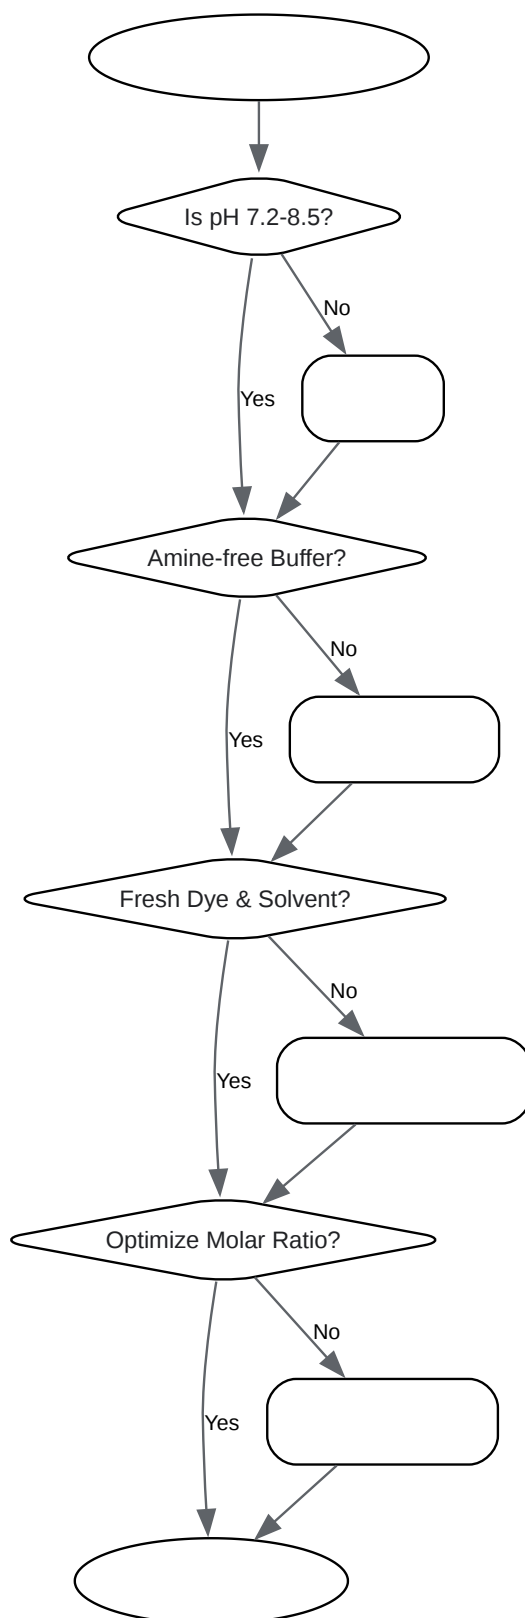 Is pH 7.2-8.5?
No
Yes
Amine-free Buffer?
No
Yes
Fresh Dye & Solvent?
No
Yes
Optimize Molar Ratio?
No
Yes